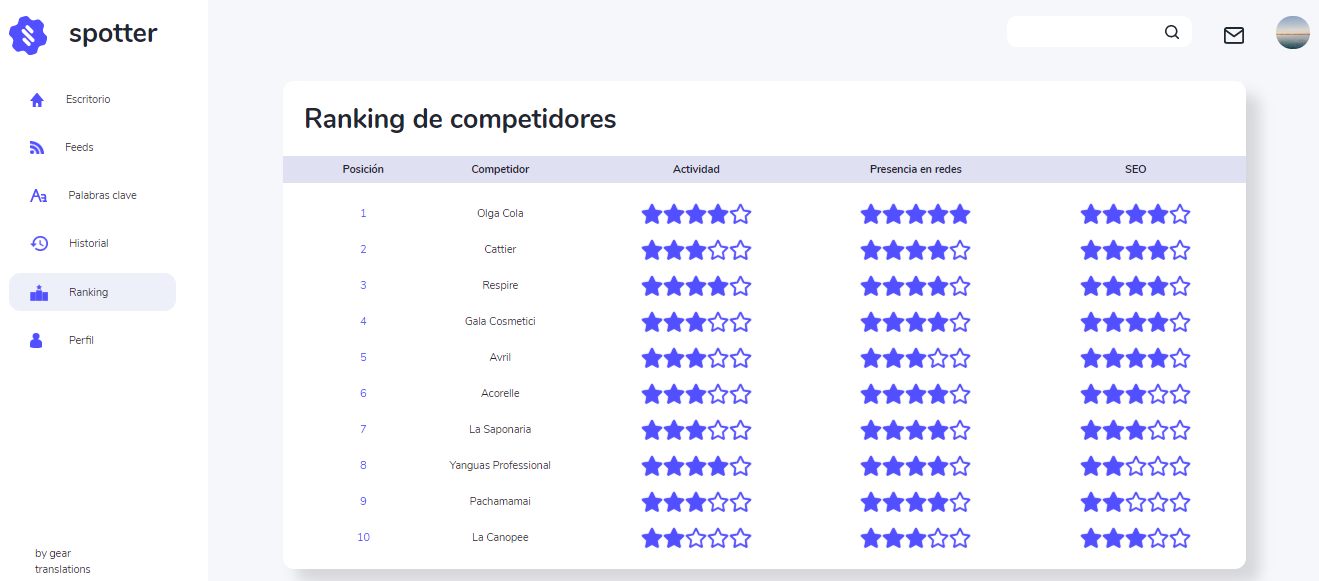 spotter
Escritorio
Feeds
Palabras clave
Historial
Ranking
Perfil
by gear
translations
Ranking de competidores
Posición Competidor Actividad Presencia en redes SEO
1 Olga Cola
2 Cattier
3 Respire
4 Gala Cosmetici
5 Avril
6 Acorelle
7 La Saponaria
8 Yanguas Professional
9 Pachamamai
10 La Canopee